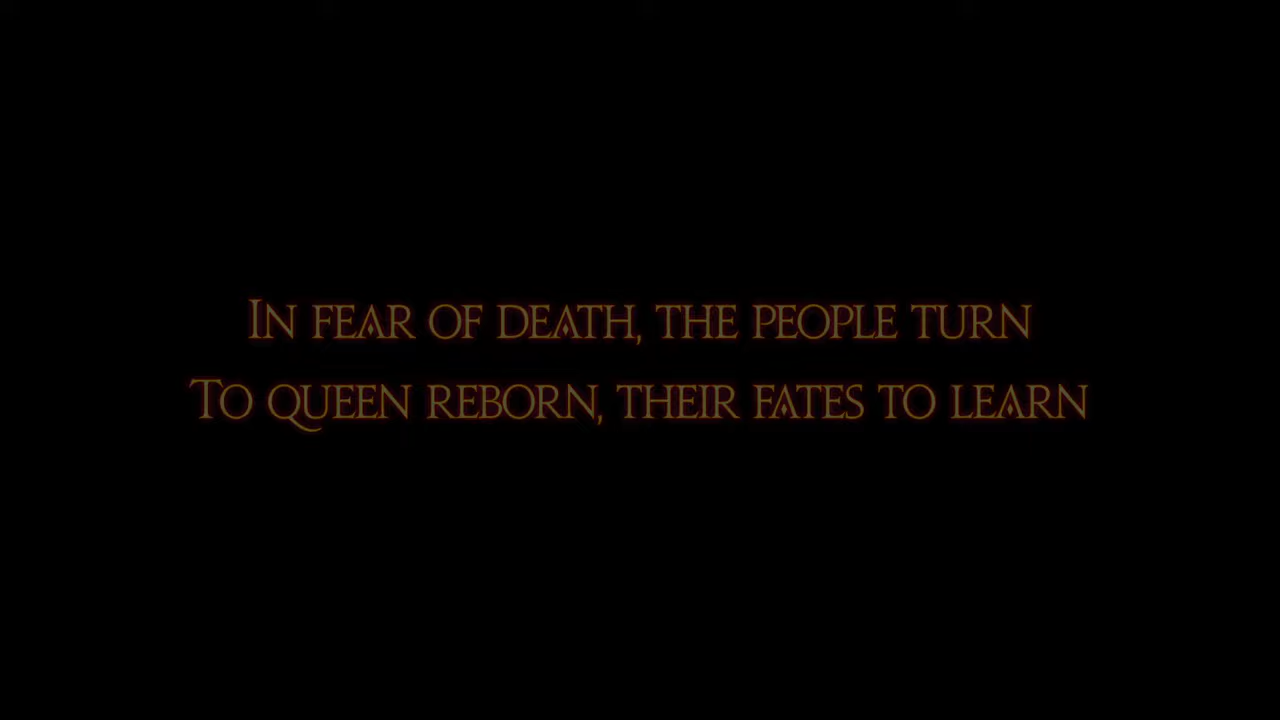 In fear of death, the people turn
To queen reborn, their fates to learn